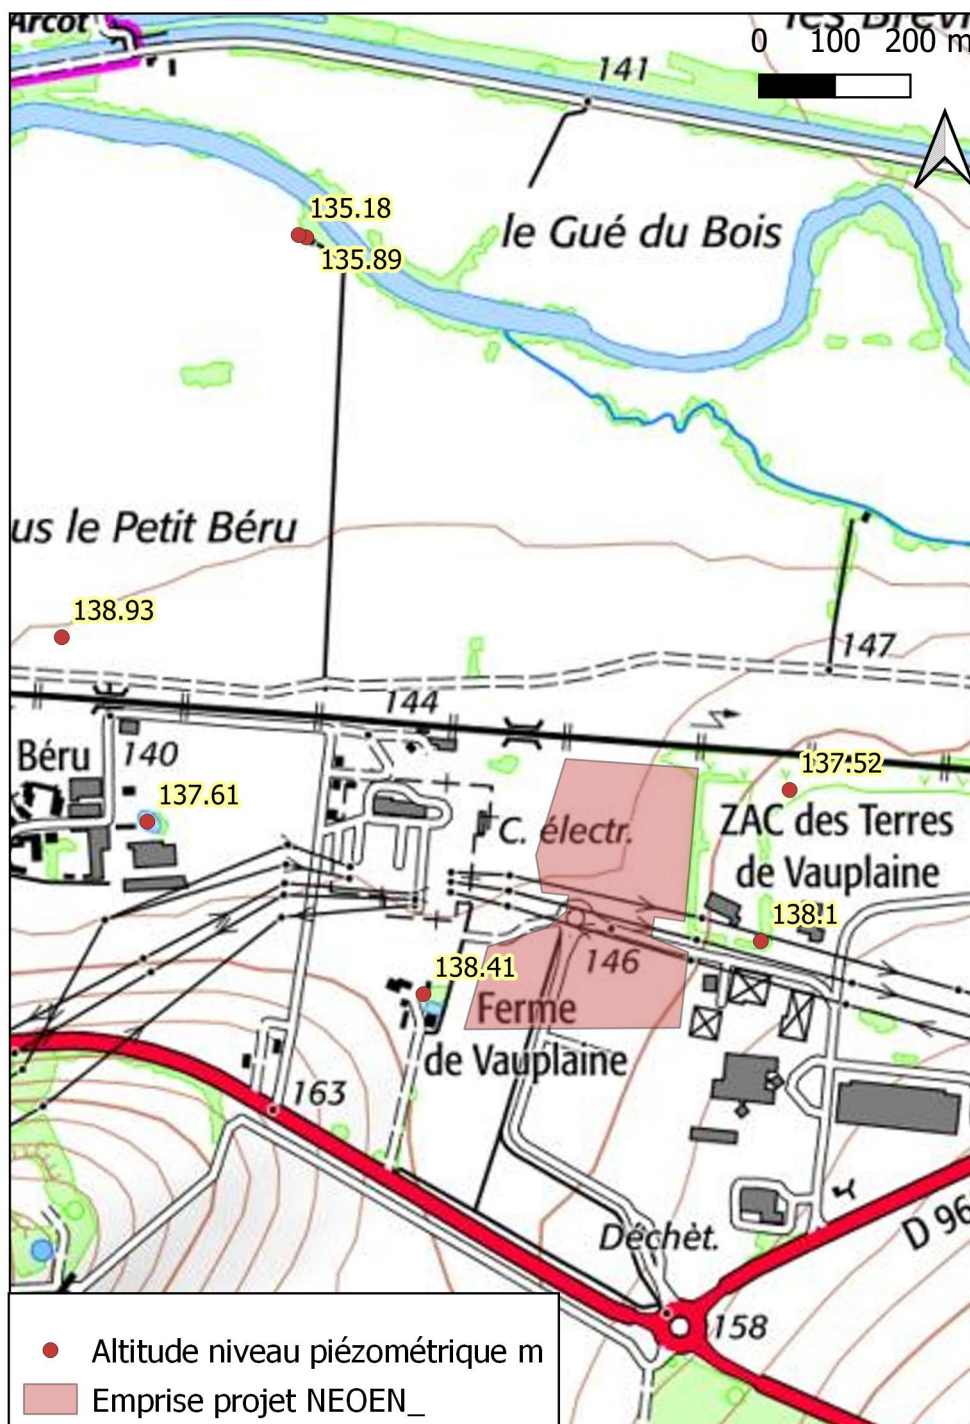 Arcot
0 100 200 m
141
135.18
le Gué du Bois
135.89
us le Petit Béru
138.93
147
144
Béru
140
137.52
137.61
ZAC des Terres
de Vauplaine
C. électr.
138.1
146
138.41
Ferme
de Vauplaine
163
Déchèt.
D 96
158
Altitude niveau piézométrique m
Emprise projet NEOEN_